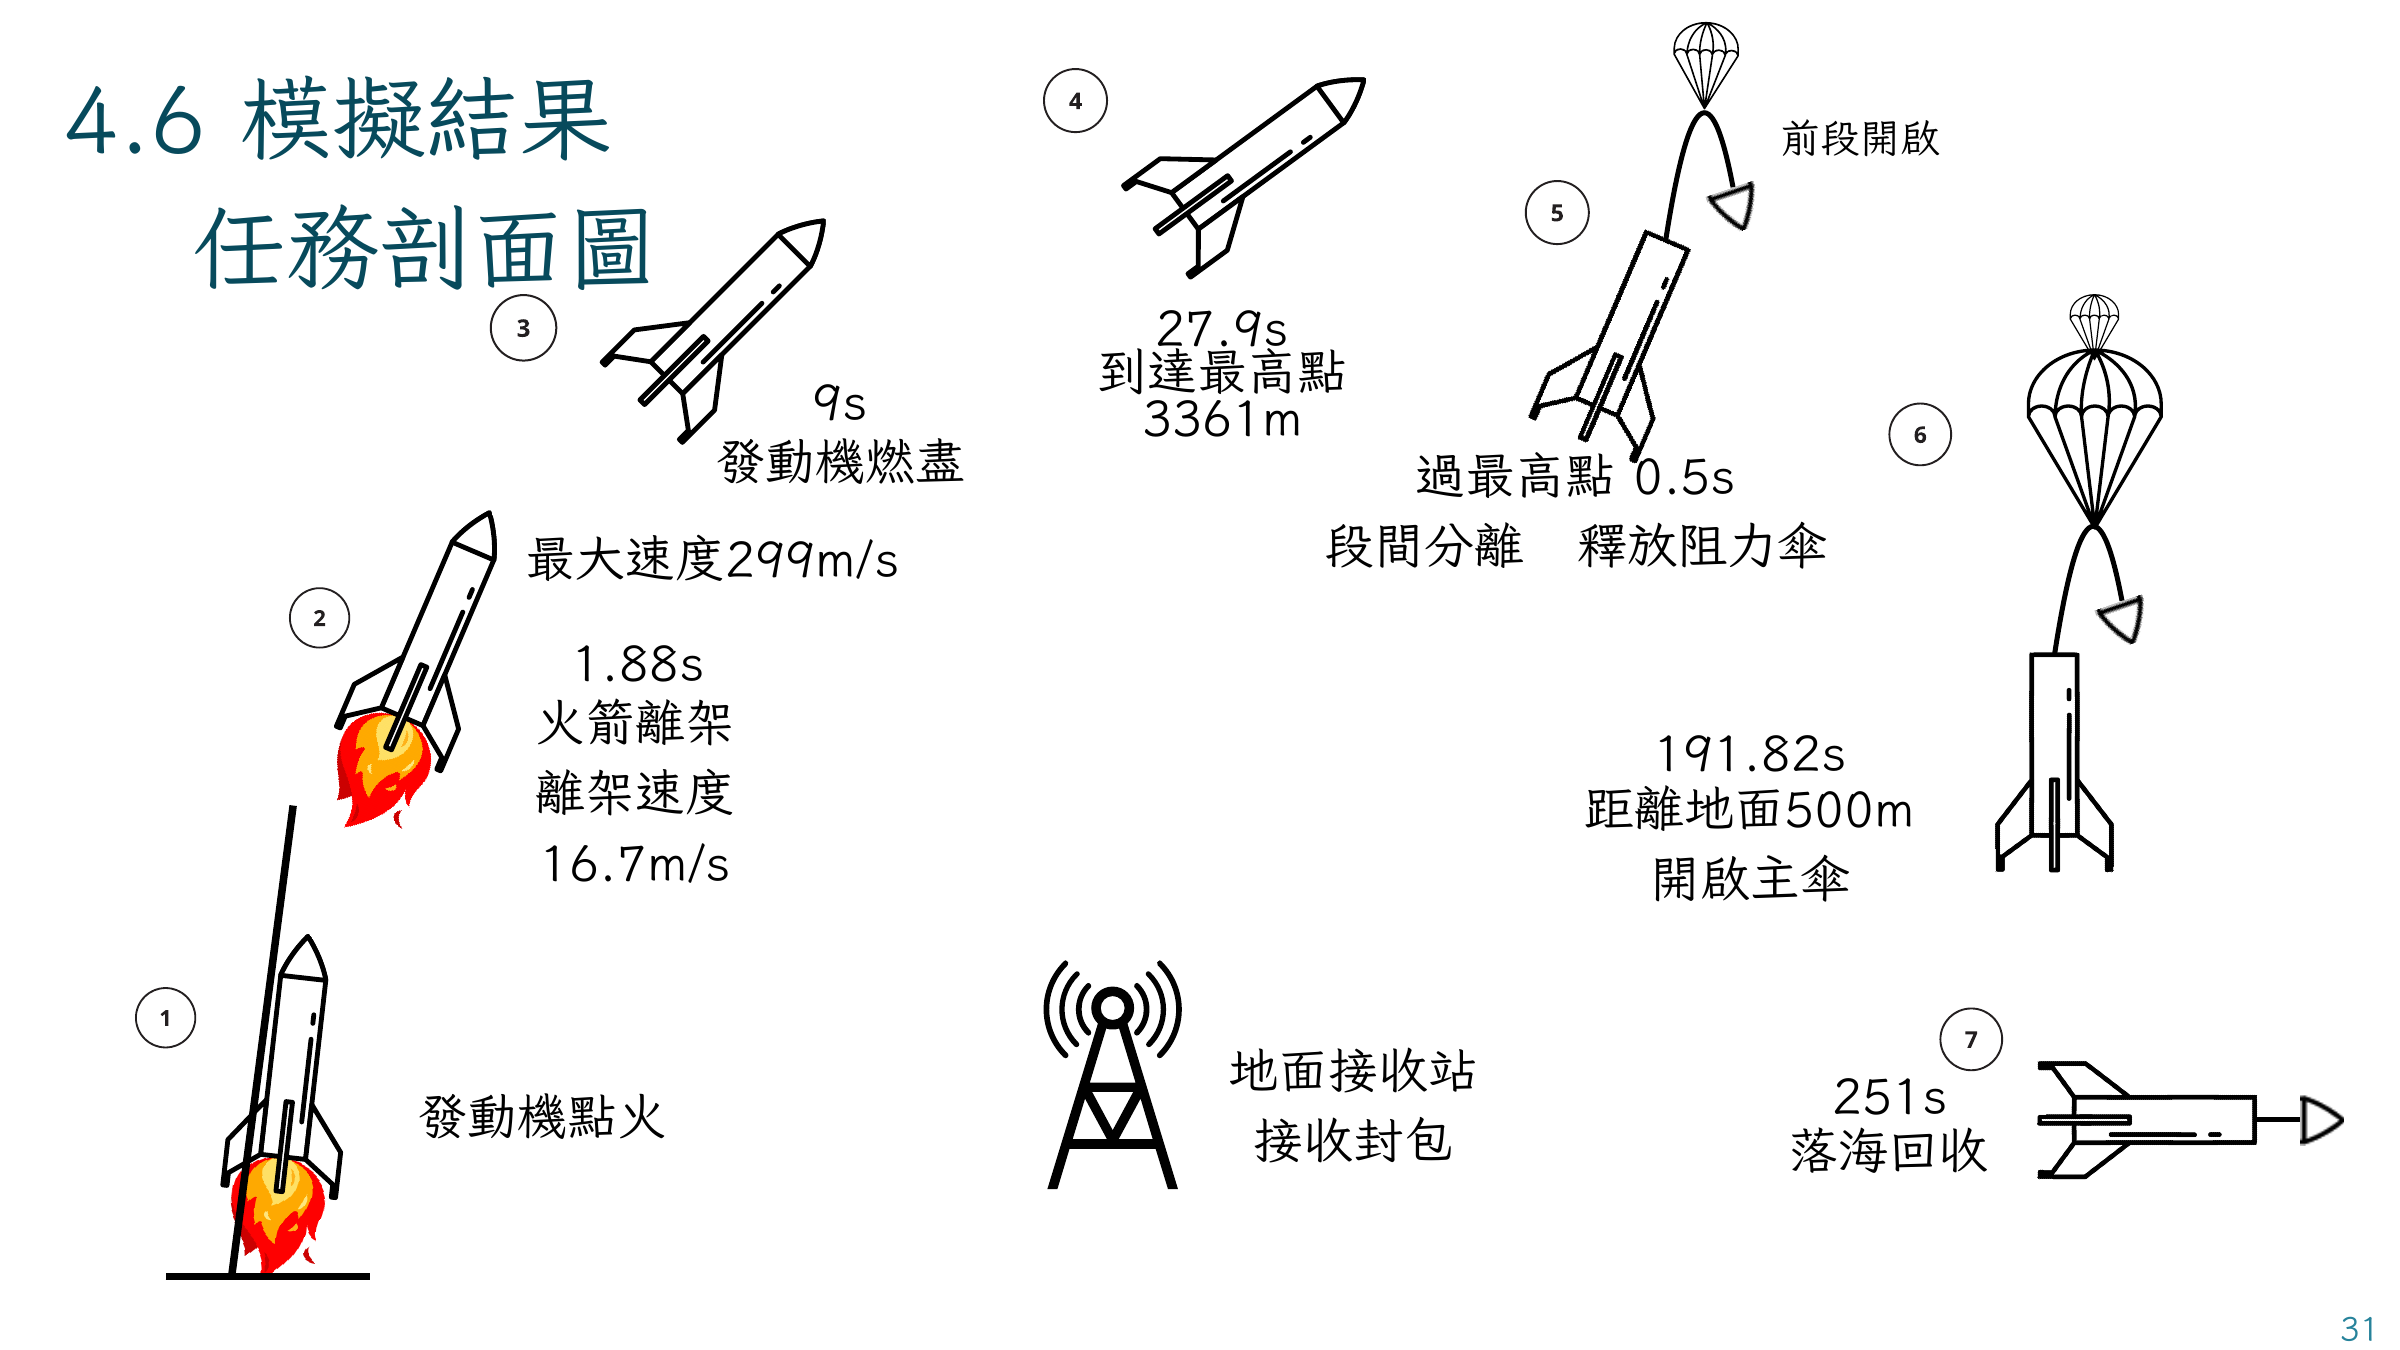 4.6 模擬結果
任務剖面圖
1
發動機點火
2
1.88s
火箭離架
離架速度
16.7m/s
最大速度299m/s
3
9s
發動機燃盡
4
27.9s
到達最高點
3361m
5
前段開啟
過最高點 0.5s
段間分離 釋放阻力傘
6
191.82s
距離地面500m
開啟主傘
7
251s
落海回收
地面接收站
接收封包
31